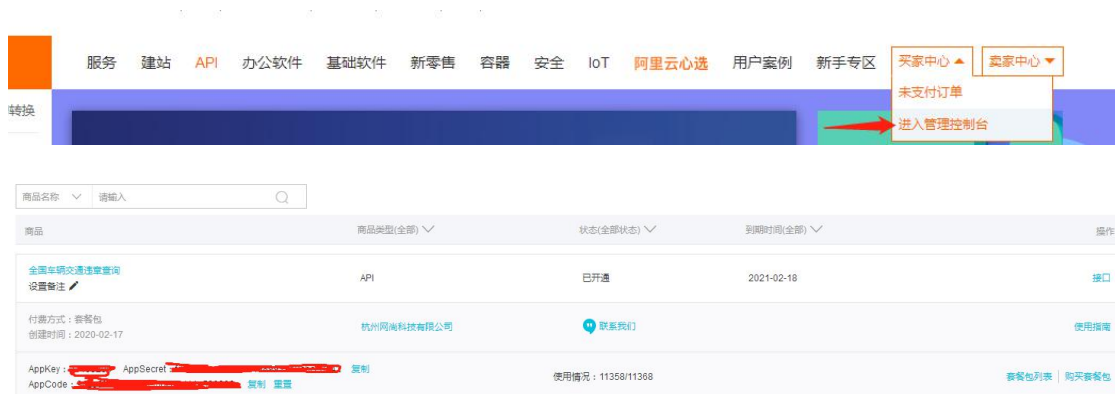 服务 建站 API 办公软件 基础软件 新零售 容器 安全 IoT 阿里云心选 用户案例 新手专区 买家中心 卖家中心
未支付订单
转换
进入管理控制台
商品名称 请输入
商品 商品类型(全部) 状态(全部状态) 到期时间(全部) 操作
全国车辆交通违章查询
设置备注
API 已开通 2021-02-18 接口
付费方式：套餐包
创建时间：2020-02-17
杭州网尚科技有限公司 联系我们 使用指南
AppKey： AppSecret： 复制
AppCode： 复制 重置
使用情况：11358/11368 套餐包列表 购买套餐包